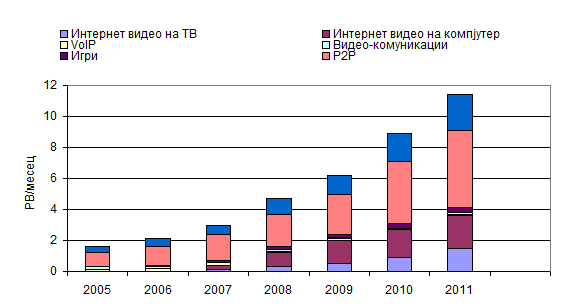 Интернет видео на ТВ
Интернет видео на компјутер
VoIP
Видео-комуникации
Игри
P2P
PB/месец
12
10
8
6
4
2
0
2005 2006 2007 2008 2009 2010 2011